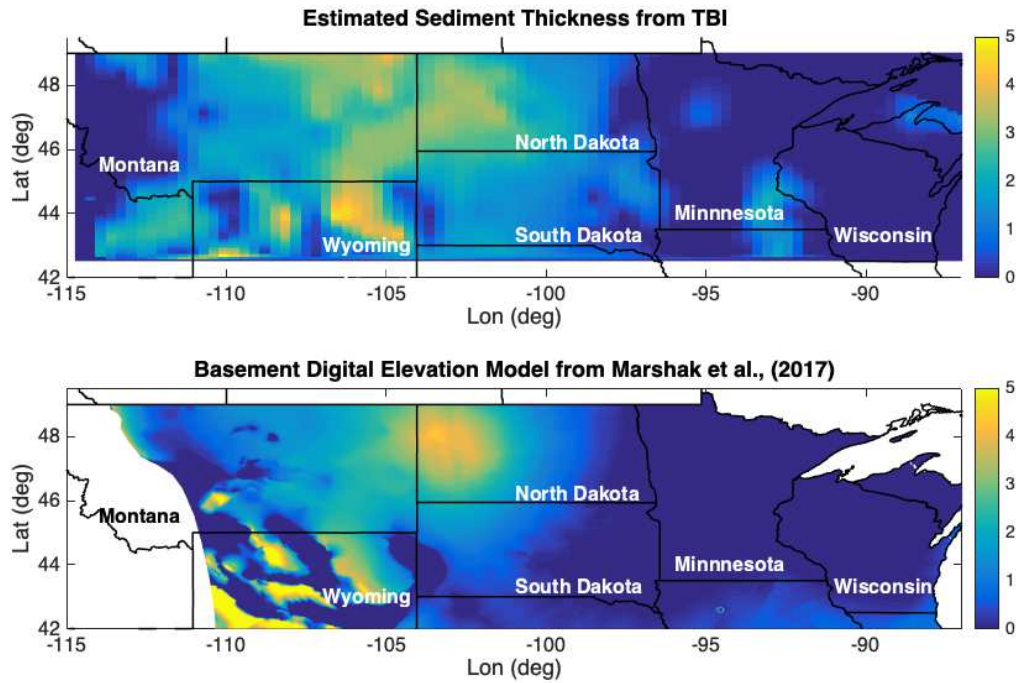 Estimated Sediment Thickness from TBI
Lat (deg)
48
46
44
42
Montana
North Dakota
Minnnesota
Wyoming
South Dakota
Wisconsin
-115
-110
-105
-100
-95
-90
Lon (deg)
5
4
3
2
1
0
Basement Digital Elevation Model from Marshak et al., (2017)
Lat (deg)
48
46
44
42
Montana
North Dakota
Minnnesota
Wyoming
South Dakota
Wisconsin
-115
-110
-105
-100
-95
-90
Lon (deg)
5
4
3
2
1
0